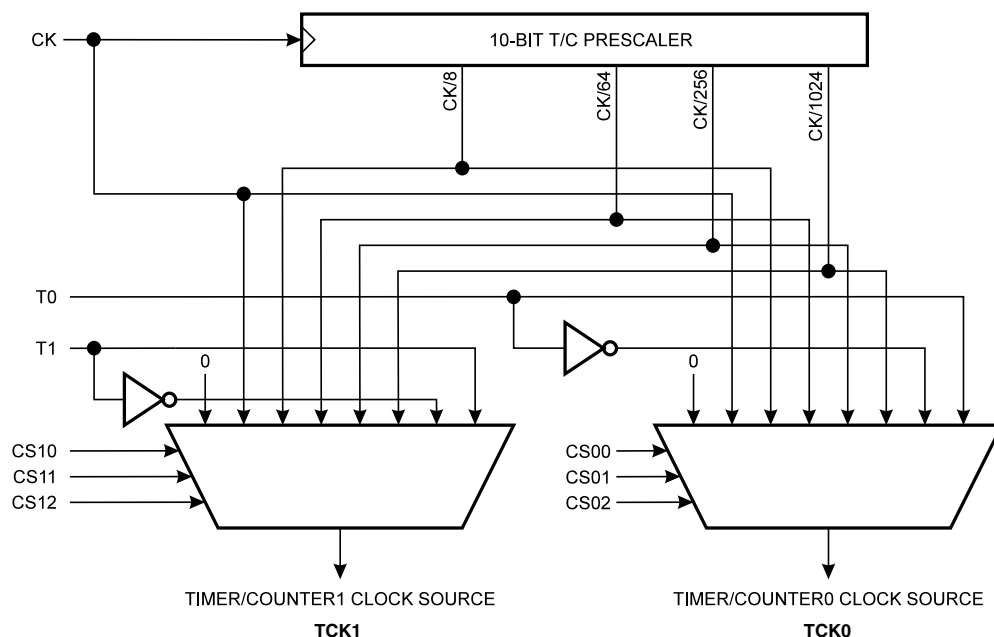 CK
10-BIT T/C PRESCALER
CK/8
CK/64
CK/256
CK/1024
T0
T1
0
0
CS10
CS11
CS12
CS00
CS01
CS02
TIMER/COUNTER1 CLOCK SOURCE
TCK1
TIMER/COUNTER0 CLOCK SOURCE
TCK0